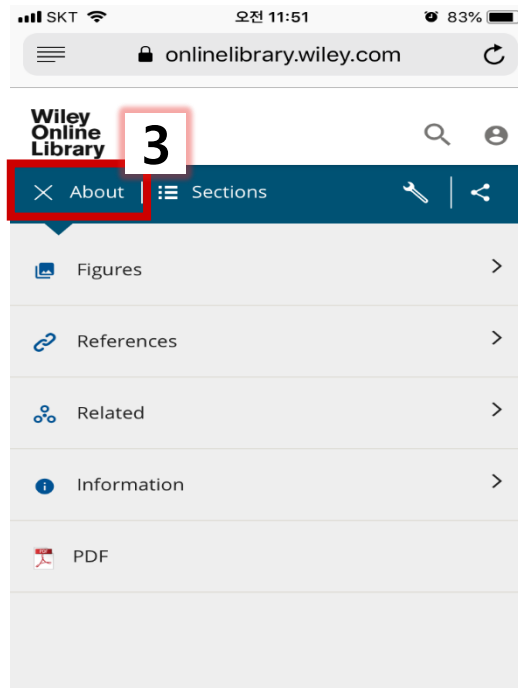 SKT 오전 11:51 83%
onlinelibrary.wiley.com
Wiley
Online
Library
3
About Sections
Figures
References
Related
Information
PDF